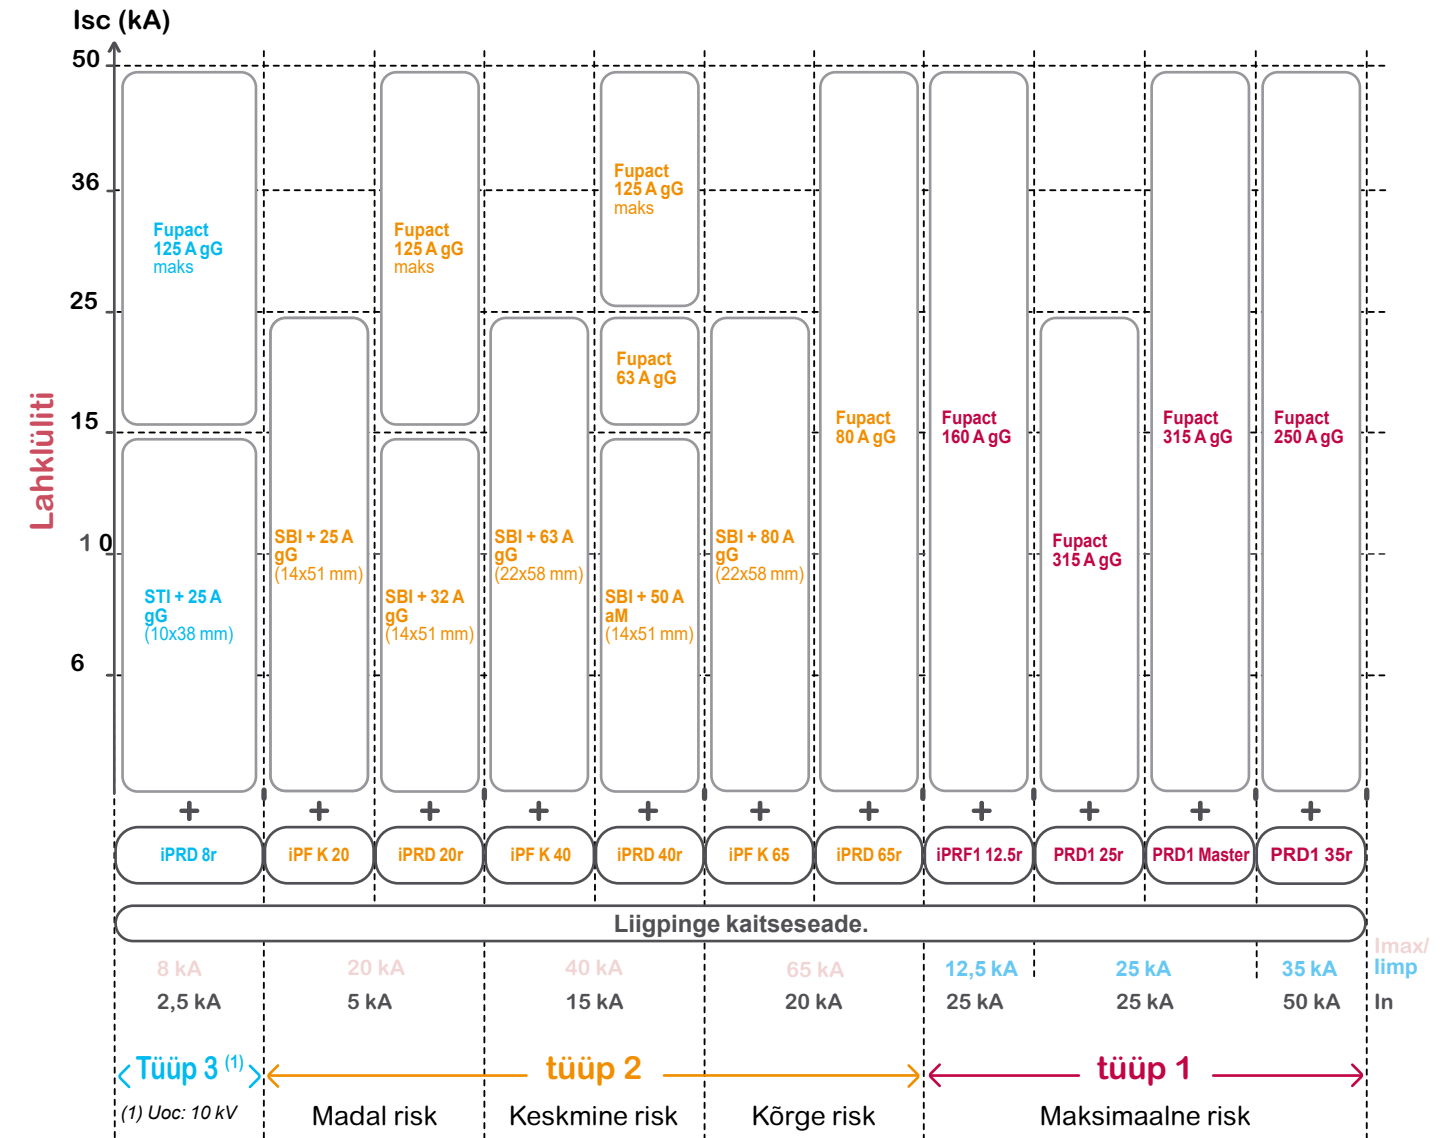 Isc (kA)
50
36
25
15
1 0
6
Lahklüliti
Fupact
125 A gG
maks
STI + 25 A
gG
(10x38 mm)
SBI + 25 A
gG
(14x51 mm)
Fupact
125 A gG
maks
SBI + 32 A
gG
(14x51 mm)
SBI + 63 A
gG
(22x58 mm)
Fupact
125 A gG
maks
Fupact
63 A gG
SBI + 50 A
aM
(14x51 mm)
SBI + 80 A
gG
(22x58 mm)
Fupact
80 A gG
Fupact
160 A gG
Fupact
315 A gG
Fupact
315 A gG
Fupact
250 A gG
+ + + + + + + + + + +
iPRD 8r iPF K 20 iPRD 20r iPF K 40 iPRD 40r iPF K 65 iPRD 65r iPRF1 12.5r PRD1 25r PRD1 Master PRD1 35r
Liigpinge kaitseseade.
8 kA 20 kA 40 kA 65 kA 12,5 kA 25 kA 35 kA Imax/
Iimp
2,5 kA 5 kA 15 kA 20 kA 25 kA 25 kA 50 kA In
Tüüp 3 (1) tüüp 2 tüüp 1
(1) Uoc: 10 kV Madal risk Keskmine risk Kõrge risk Maksimaalne risk